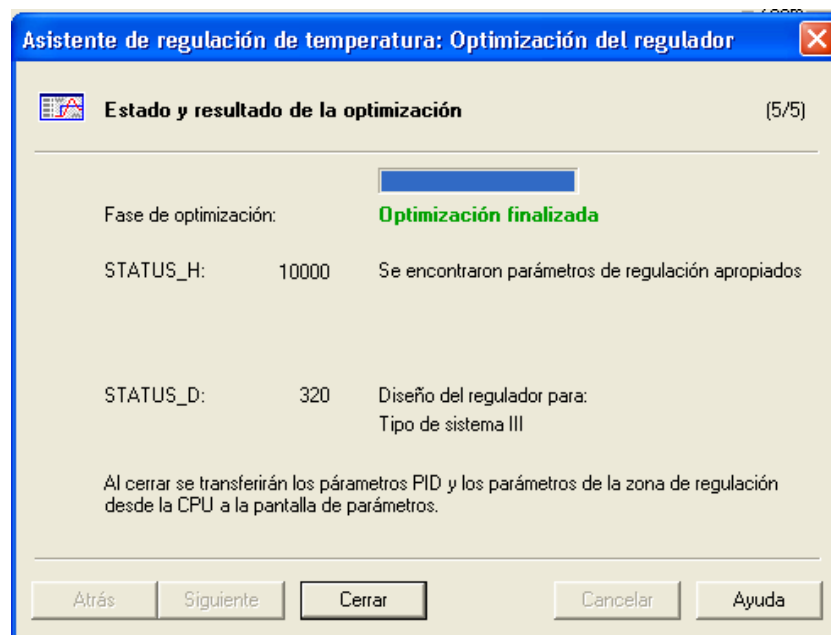 Asistente de regulación de temperatura: Optimización del regulador
Estado y resultado de la optimización (5/5)
Fase de optimización: Optimización finalizada
STATUS_H: 10000 Se encontraron parámetros de regulación apropiados
STATUS_D: 320 Diseño del regulador para:
Tipo de sistema III
Al cerrar se transferirán los párametros PID y los parámetros de la zona de regulación
desde la CPU a la pantalla de parámetros.
Atrás Siguiente Cerrar Cancelar Ayuda